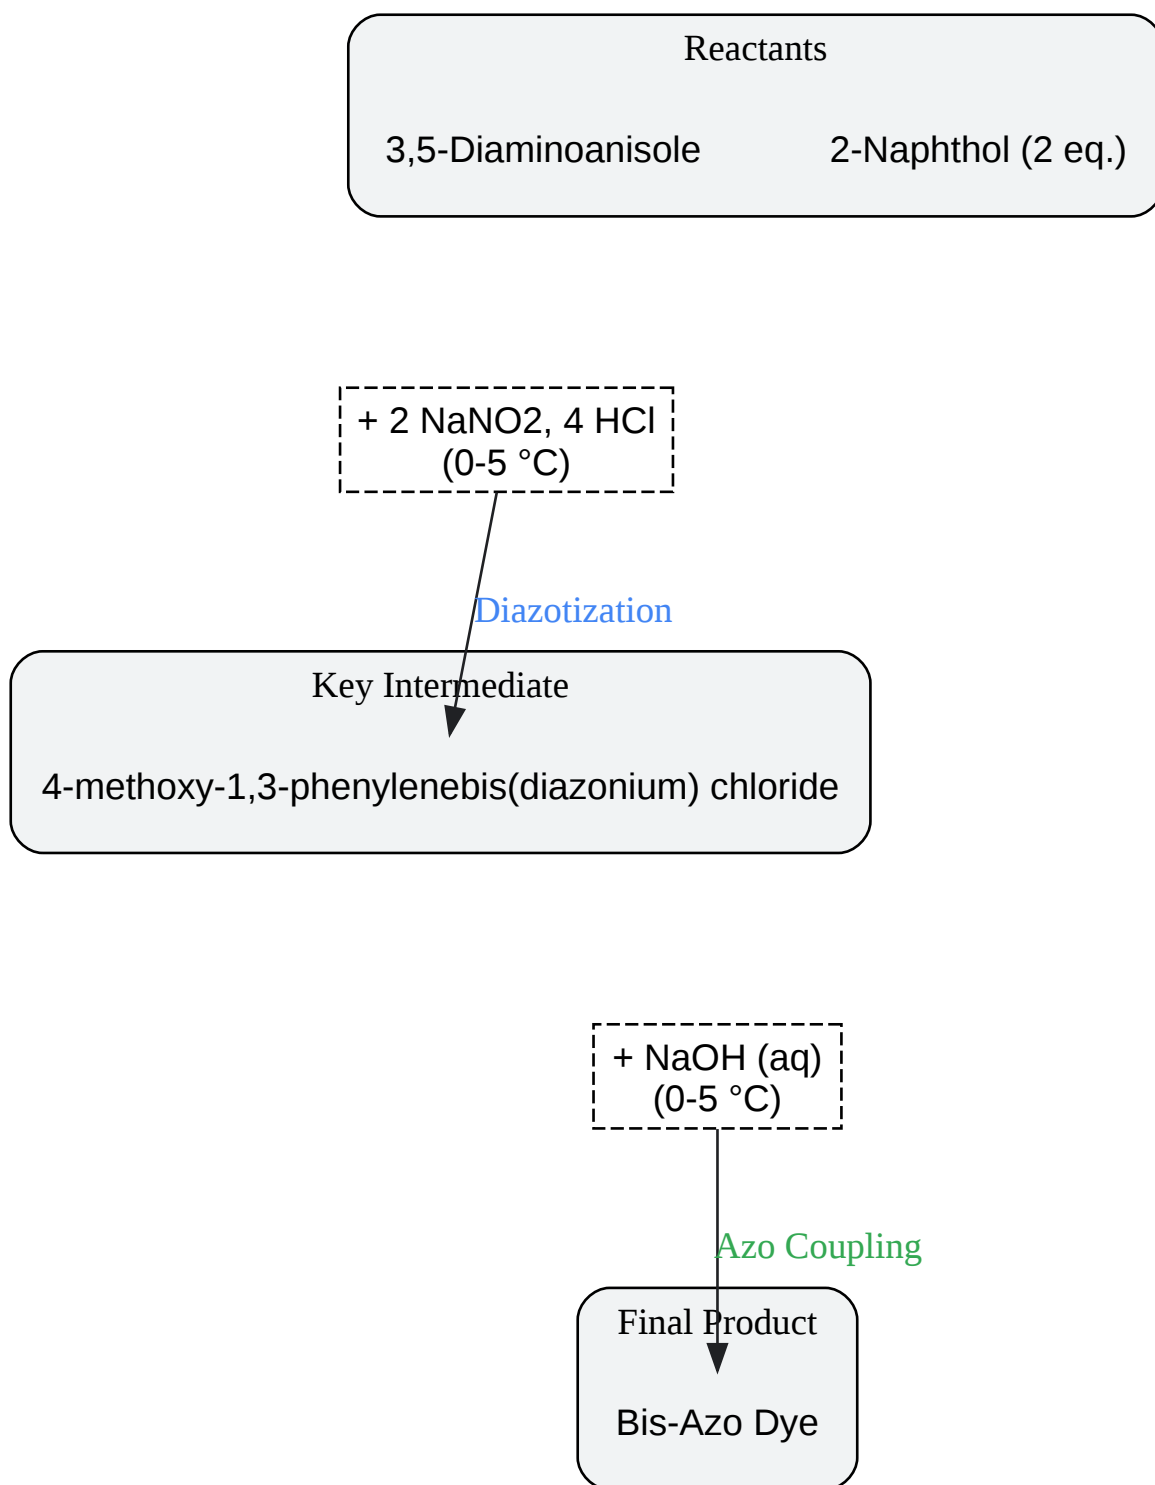 Reactants
3,5-Diaminoanisole
2-Naphthol (2 eq.)
+ 2 NaNO2, 4 HCl
(0-5 °C)
Diazotization
Key Intermediate
4-methoxy-1,3-phenylenebis(diazonium) chloride
+ NaOH (aq)
(0-5 °C)
Azo Coupling
Final Product
Bis-Azo Dye